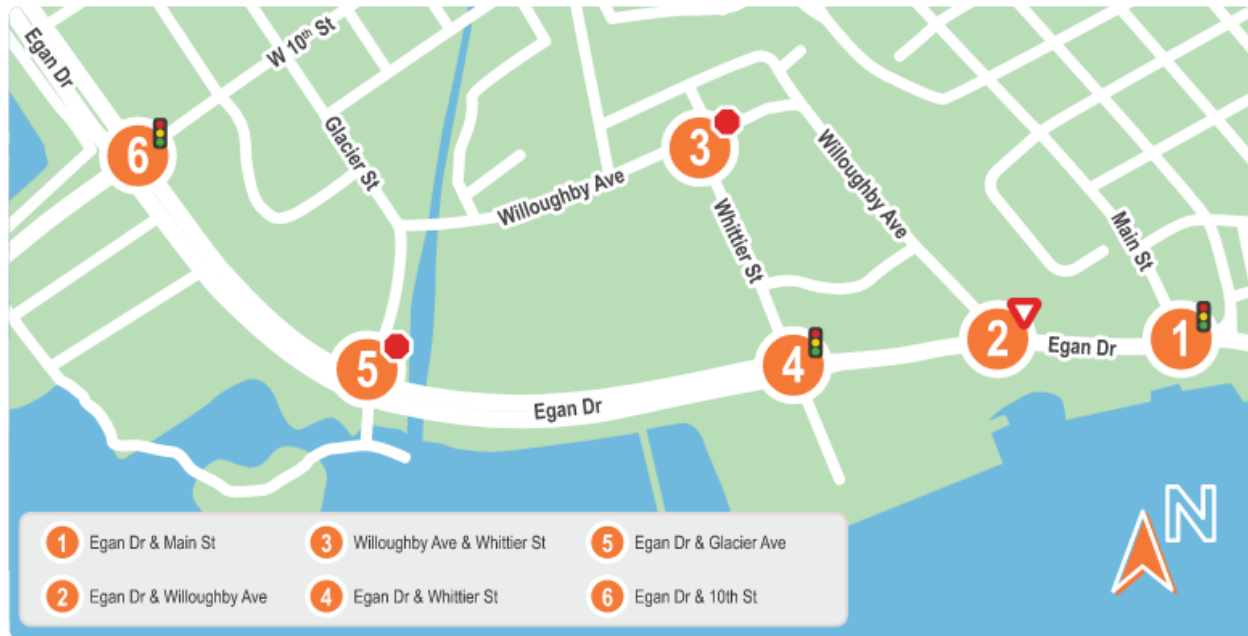 Egan Dr
W 10th St
6
Glacier St
3
Willoughby Ave
Willoughby Ave
Whittier St
Main St
5
4
2
1
Egan Dr
Egan Dr
N
1 Egan Dr & Main St
3 Willoughby Ave & Whittier St
5 Egan Dr & Glacier Ave
2 Egan Dr & Willoughby Ave
4 Egan Dr & Whittier St
6 Egan Dr & 10th St